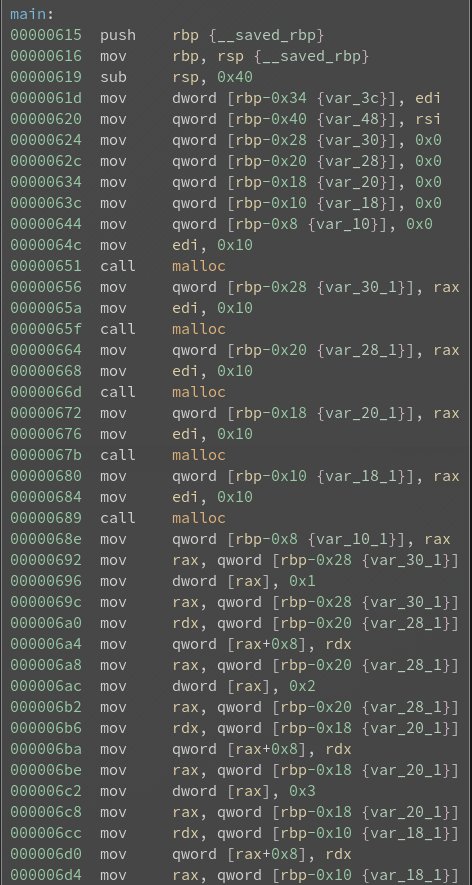 main:
00000615 push rbp {__saved_rbp}
00000616 mov rbp, rsp {__saved_rbp}
00000619 sub rsp, 0x40
0000061d mov dword [rbp-0x34 {var_3c}], edi
00000620 mov qword [rbp-0x40 {var_48}], rsi
00000624 mov qword [rbp-0x28 {var_30}], 0x0
0000062c mov qword [rbp-0x20 {var_28}], 0x0
00000634 mov qword [rbp-0x18 {var_20}], 0x0
0000063c mov qword [rbp-0x10 {var_18}], 0x0
00000644 mov qword [rbp-0x8 {var_10}], 0x0
0000064c mov edi, 0x10
00000651 call malloc
00000656 mov qword [rbp-0x28 {var_30_1}], rax
0000065a mov edi, 0x10
0000065f call malloc
00000664 mov qword [rbp-0x20 {var_28_1}], rax
00000668 mov edi, 0x10
0000066d call malloc
00000672 mov qword [rbp-0x18 {var_20_1}], rax
00000676 mov edi, 0x10
0000067b call malloc
00000680 mov qword [rbp-0x10 {var_18_1}], rax
00000684 mov edi, 0x10
00000689 call malloc
0000068e mov qword [rbp-0x8 {var_10_1}], rax
00000692 mov rax, qword [rbp-0x28 {var_30_1}]
00000696 mov dword [rax], 0x1
0000069c mov rax, qword [rbp-0x28 {var_30_1}]
000006a0 mov rdx, qword [rbp-0x20 {var_28_1}]
000006a4 mov qword [rax+0x8], rdx
000006a8 mov rax, qword [rbp-0x20 {var_28_1}]
000006ac mov dword [rax], 0x2
000006b2 mov rax, qword [rbp-0x20 {var_28_1}]
000006b6 mov rdx, qword [rbp-0x18 {var_20_1}]
000006ba mov qword [rax+0x8], rdx
000006be mov rax, qword [rbp-0x18 {var_20_1}]
000006c2 mov dword [rax], 0x3
000006c8 mov rax, qword [rbp-0x18 {var_20_1}]
000006cc mov rdx, qword [rbp-0x10 {var_18_1}]
000006d0 mov qword [rax+0x8], rdx
000006d4 mov rax, qword [rbp-0x10 {var_18_1}]